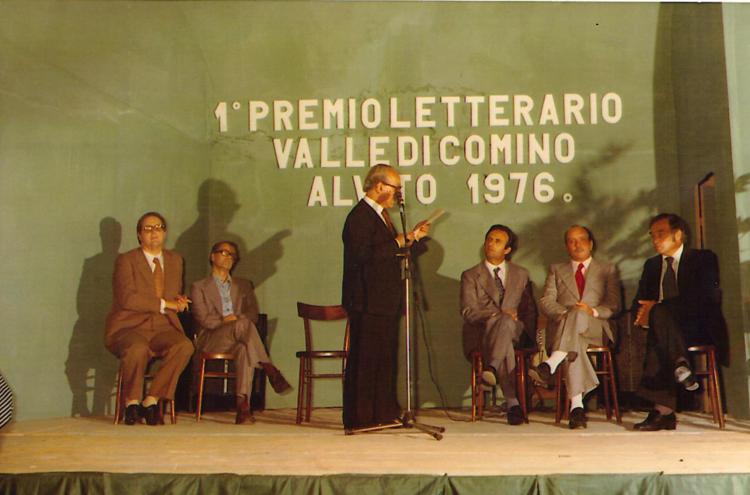 1° PREMIO LETTERARIO
VALLE DI COMINO
ALVITO 1976.